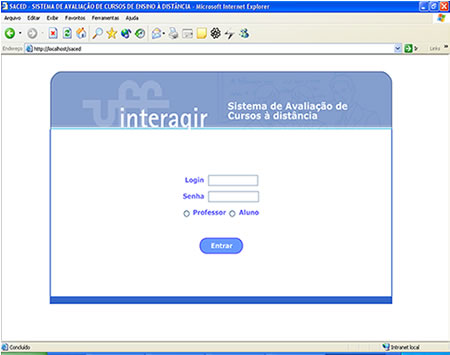 SACED - SISTEMA DE AVALIAÇÃO DE CURSOS DE ENSINO À DISTÂNCIA - Microsoft Internet Explorer
Arquivo Editar Exibir Favoritos Ferramentas Ajuda
Endereço http://localhost/saced Ir Links »
uff
interagir
Sistema de Avaliação de
Cursos à distância
Login
Senha
Professor Aluno
Entrar
Concluído Intranet local